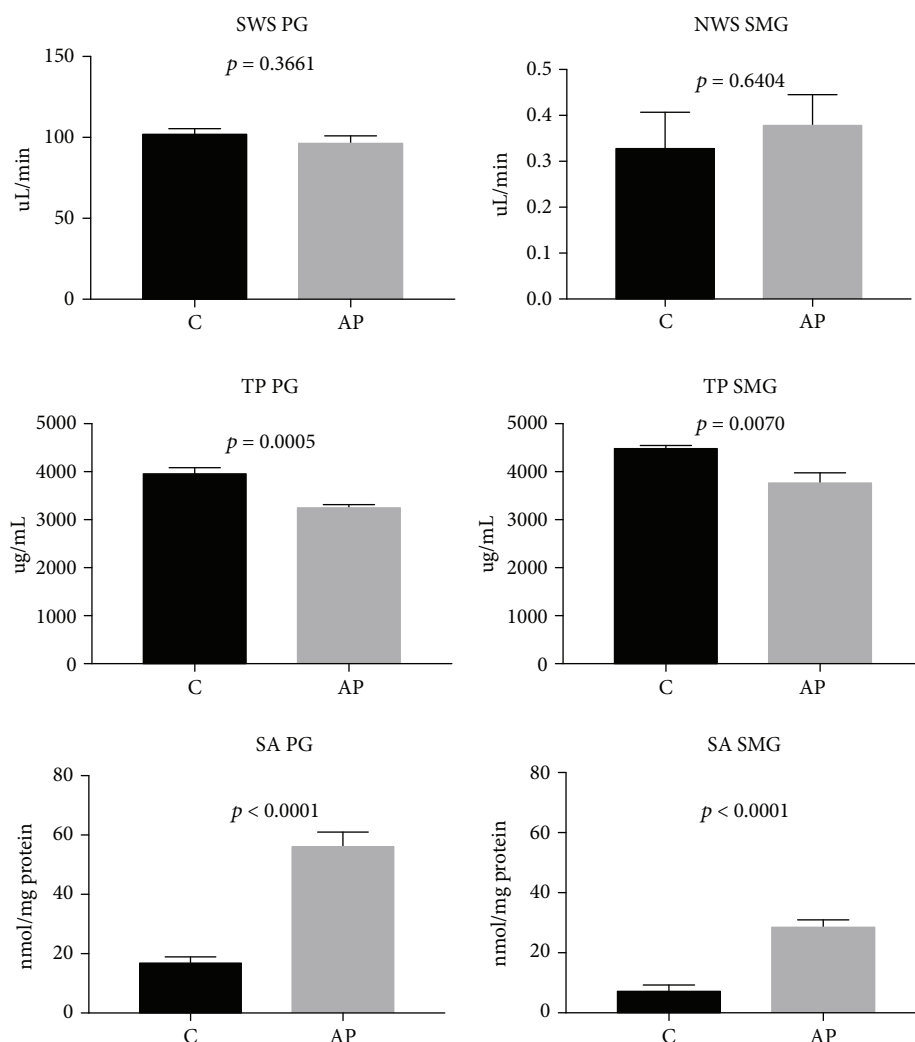 SWS PG
p = 0.3661
150
100
50
0
uL/min
C AP
NWS SMG
p = 0.6404
0.5
0.4
0.3
0.2
0.1
0.0
uL/min
C AP
TP PG
p = 0.0005
5000
4000
3000
2000
1000
0
ug/mL
C AP
TP SMG
p = 0.0070
5000
4000
3000
2000
1000
0
ug/mL
C AP
SA PG
p < 0.0001
80
60
40
20
0
nmol/mg protein
C AP
SA SMG
p < 0.0001
80
60
40
20
0
nmol/mg protein
C AP